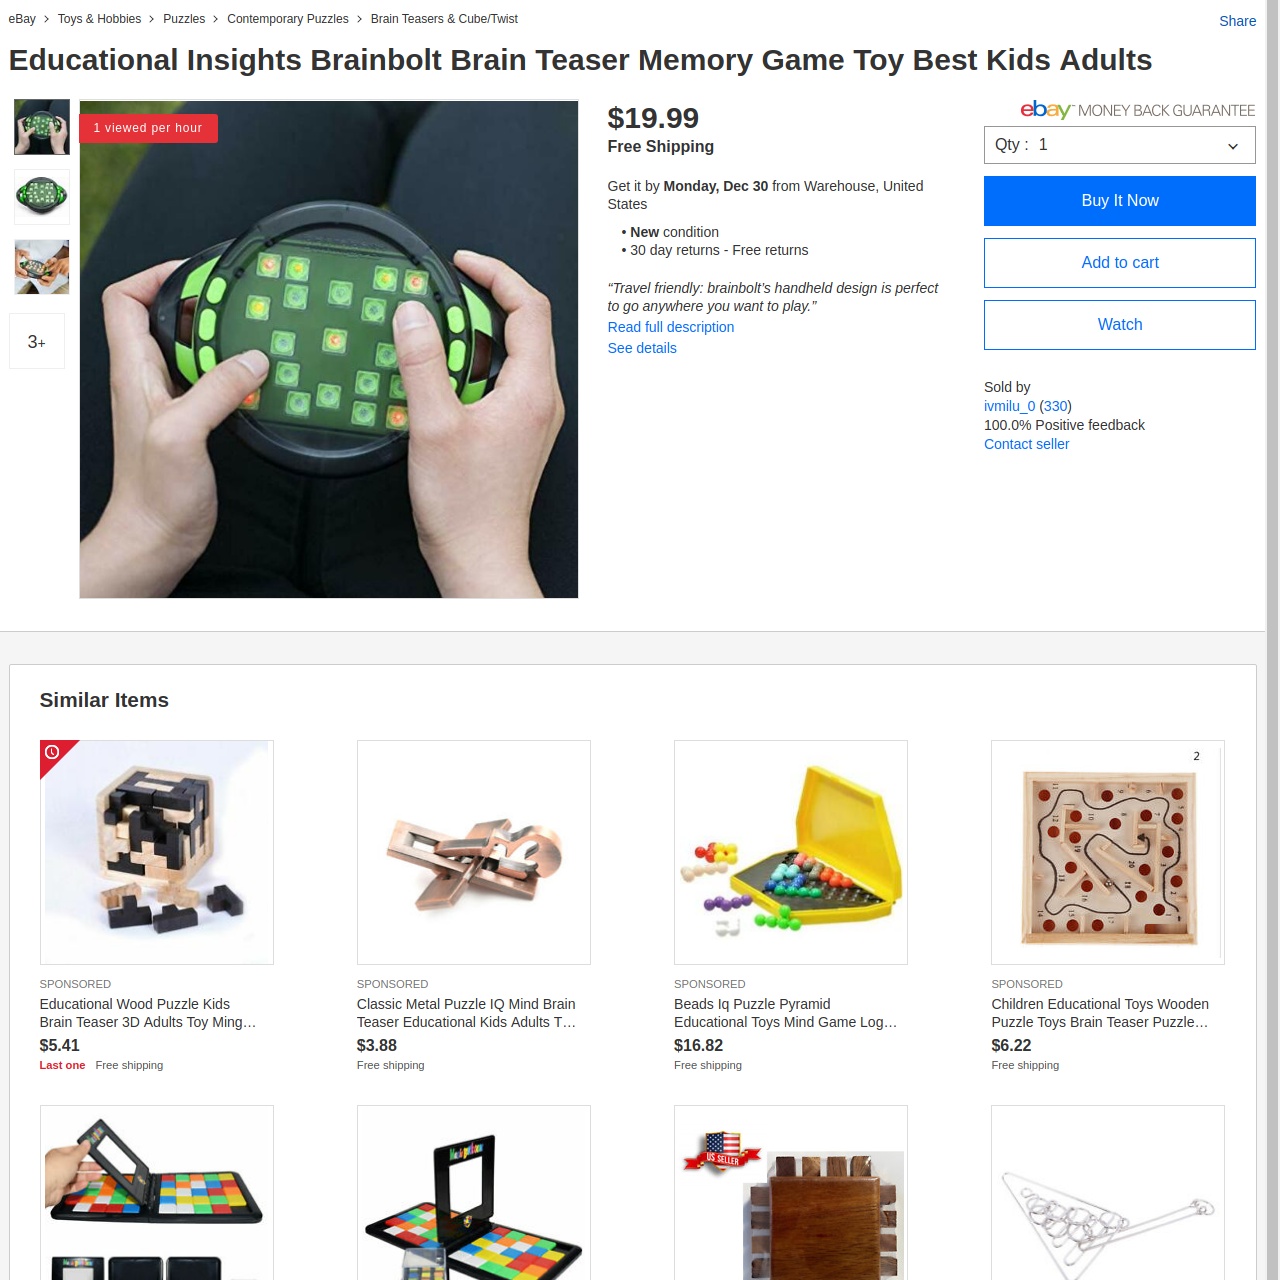 eBay > Toys & Hobbies > Puzzles > Contemporary Puzzles > Brain Teasers & Cube/Twist
Share
Educational Insights Brainbolt Brain Teaser Memory Game Toy Best Kids Adults
1 viewed per hour
3+
$19.99
Free Shipping
Get it by Monday, Dec 30 from Warehouse, United
States
• New condition
• 30 day returns - Free returns
“Travel friendly: brainbolt’s handheld design is perfect
to go anywhere you want to play.”
Read full description
See details
ebay™ MONEY BACK GUARANTEE
Qty : 1
Buy It Now
Add to cart
Watch
Sold by
ivmilu_0 (330)
100.0% Positive feedback
Contact seller
Similar Items
2
SPONSORED
Educational Wood Puzzle Kids
Brain Teaser 3D Adults Toy Ming…
$5.41
Last one Free shipping
SPONSORED
Classic Metal Puzzle IQ Mind Brain
Teaser Educational Kids Adults T…
$3.88
Free shipping
SPONSORED
Beads Iq Puzzle Pyramid
Educational Toys Mind Game Log…
$16.82
Free shipping
SPONSORED
Children Educational Toys Wooden
Puzzle Toys Brain Teaser Puzzle…
$6.22
Free shipping
US SELLER